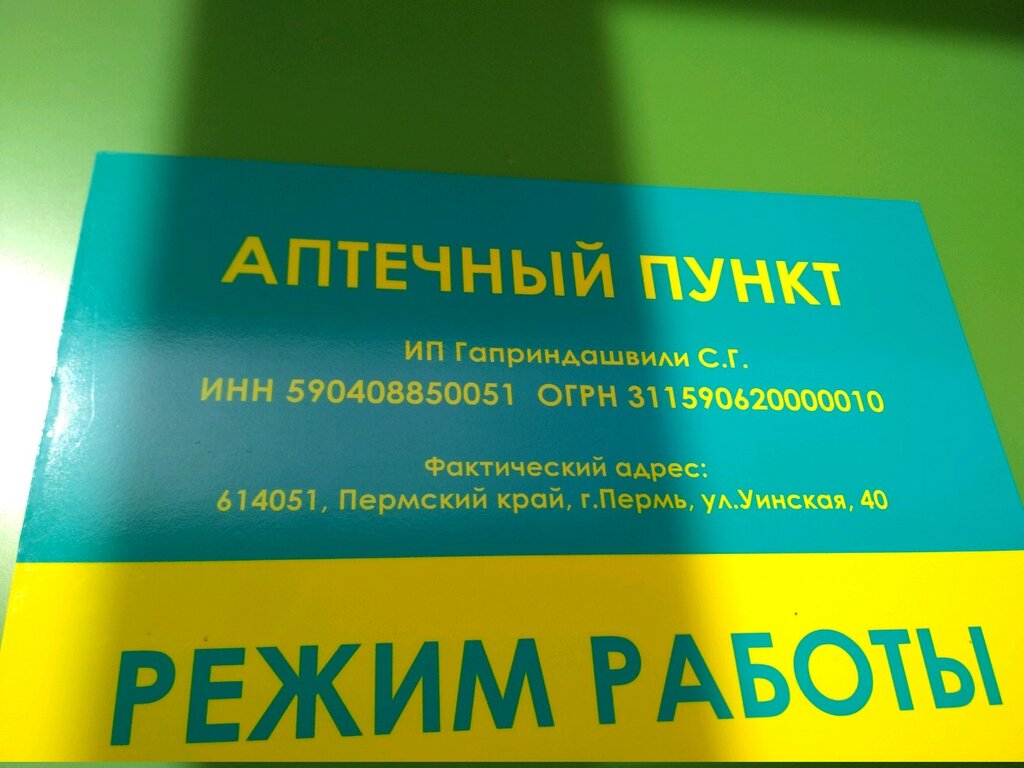 АПТЕЧНЫЙ ПУНКТ
ИП Гаприндашвили С.Г.
ИНН 590408850051 ОГРН 311590620000010
Фактический адрес:
614051, Пермский край, г.Пермь, ул.Уинская, 40
РЕЖИМ РАБОТЫ